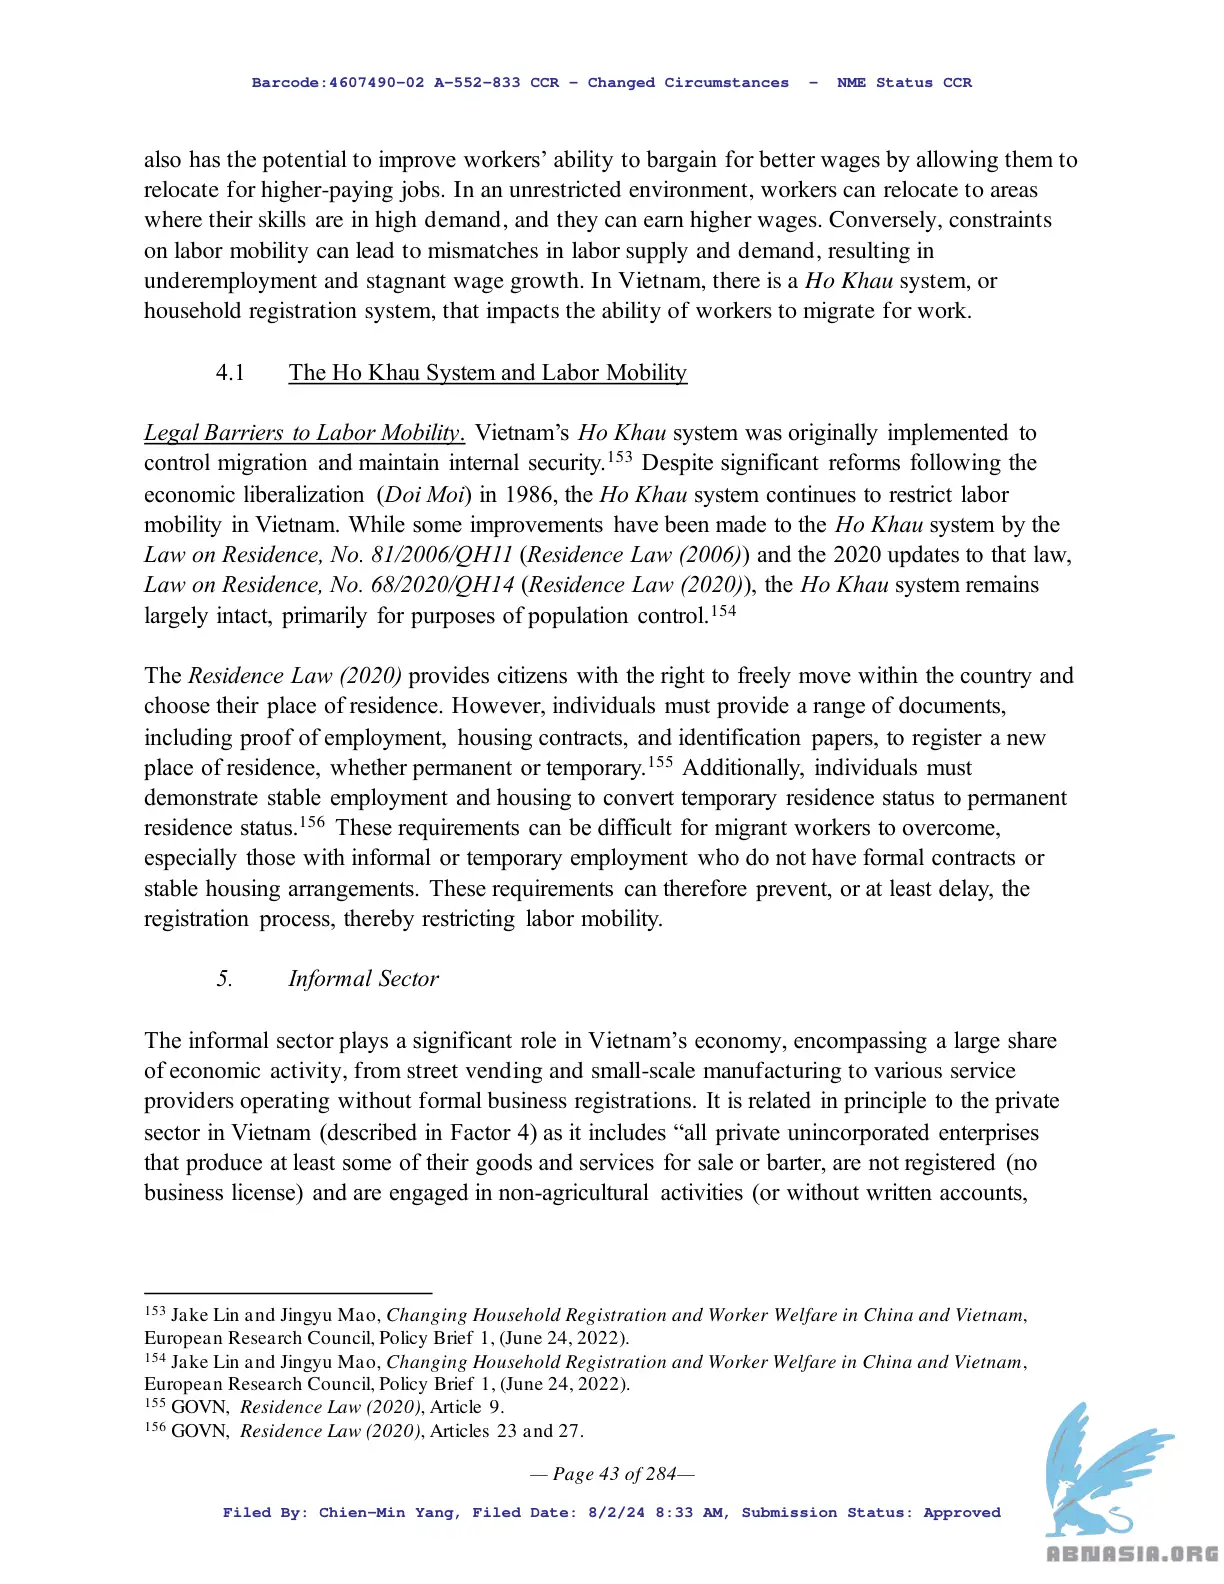 Barcode:4607490-02 A-552-833 CCR - Changed Circumstances - NME Status CCR
also has the potential to improve workers’ ability to bargain for better wages by allowing them to
relocate for higher-paying jobs. In an unrestricted environment, workers can relocate to areas
where their skills are in high demand, and they can earn higher wages. Conversely, constraints
on labor mobility can lead to mismatches in labor supply and demand, resulting in
underemployment and stagnant wage growth. In Vietnam, there is a Ho Khau system, or
household registration system, that impacts the ability of workers to migrate for work.
4.1 The Ho Khau System and Labor Mobility
Legal Barriers to Labor Mobility. Vietnam’s Ho Khau system was originally implemented to
control migration and maintain internal security.153 Despite significant reforms following the
economic liberalization (Doi Moi) in 1986, the Ho Khau system continues to restrict labor
mobility in Vietnam. While some improvements have been made to the Ho Khau system by the
Law on Residence, No. 81/2006/QH11 (Residence Law (2006)) and the 2020 updates to that law,
Law on Residence, No. 68/2020/QH14 (Residence Law (2020)), the Ho Khau system remains
largely intact, primarily for purposes of population control.154
The Residence Law (2020) provides citizens with the right to freely move within the country and
choose their place of residence. However, individuals must provide a range of documents,
including proof of employment, housing contracts, and identification papers, to register a new
place of residence, whether permanent or temporary.155 Additionally, individuals must
demonstrate stable employment and housing to convert temporary residence status to permanent
residence status.156 These requirements can be difficult for migrant workers to overcome,
especially those with informal or temporary employment who do not have formal contracts or
stable housing arrangements. These requirements can therefore prevent, or at least delay, the
registration process, thereby restricting labor mobility.
5. Informal Sector
The informal sector plays a significant role in Vietnam’s economy, encompassing a large share
of economic activity, from street vending and small-scale manufacturing to various service
providers operating without formal business registrations. It is related in principle to the private
sector in Vietnam (described in Factor 4) as it includes “all private unincorporated enterprises
that produce at least some of their goods and services for sale or barter, are not registered (no
business license) and are engaged in non-agricultural activities (or without written accounts,
153 Jake Lin and Jingyu Mao, Changing Household Registration and Worker Welfare in China and Vietnam,
European Research Council, Policy Brief 1, (June 24, 2022).
154 Jake Lin and Jingyu Mao, Changing Household Registration and Worker Welfare in China and Vietnam,
European Research Council, Policy Brief 1, (June 24, 2022).
155 GOVN, Residence Law (2020), Article 9.
156 GOVN, Residence Law (2020), Articles 23 and 27.
— Page 43 of 284—
Filed By: Chien-Min Yang, Filed Date: 8/2/24 8:33 AM, Submission Status: Approved
ABNASIA.ORG